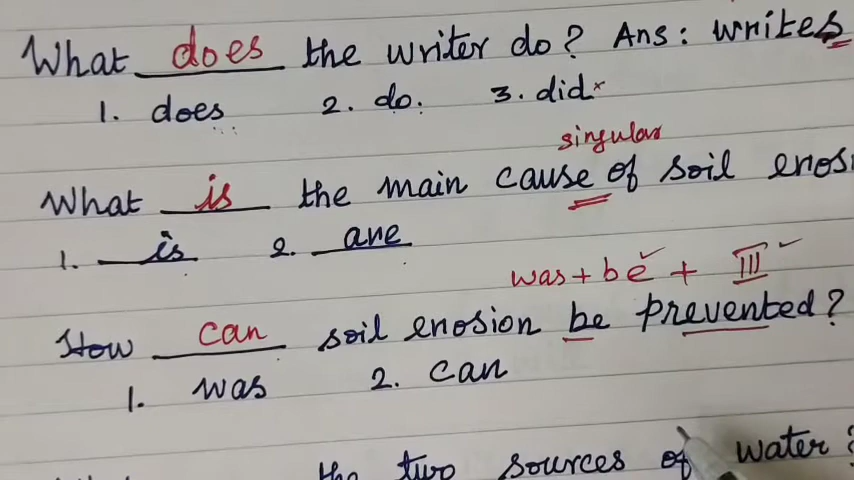 What does the writer do? Ans: writes
1. does 2. do. 3. did ×
singular
What is the main cause of soil erosi
1. is 2. are
was + be ✓ + III ✓
How can soil erosion be prevented?
1. was 2. can
the two sources of water?